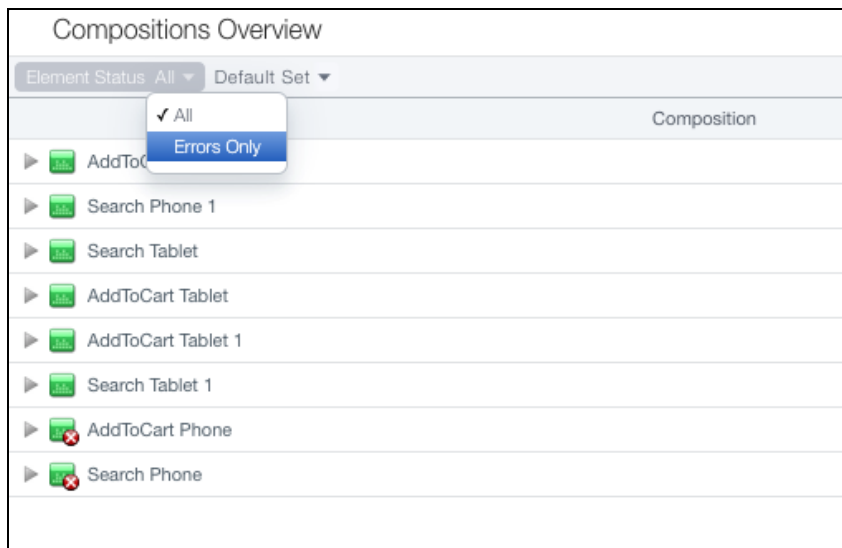 Compositions Overview
Element Status All Default Set
✓ All
Composition
Errors Only
AddToC
Search Phone 1
Search Tablet
AddToCart Tablet
AddToCart Tablet 1
Search Tablet 1
AddToCart Phone
Search Phone